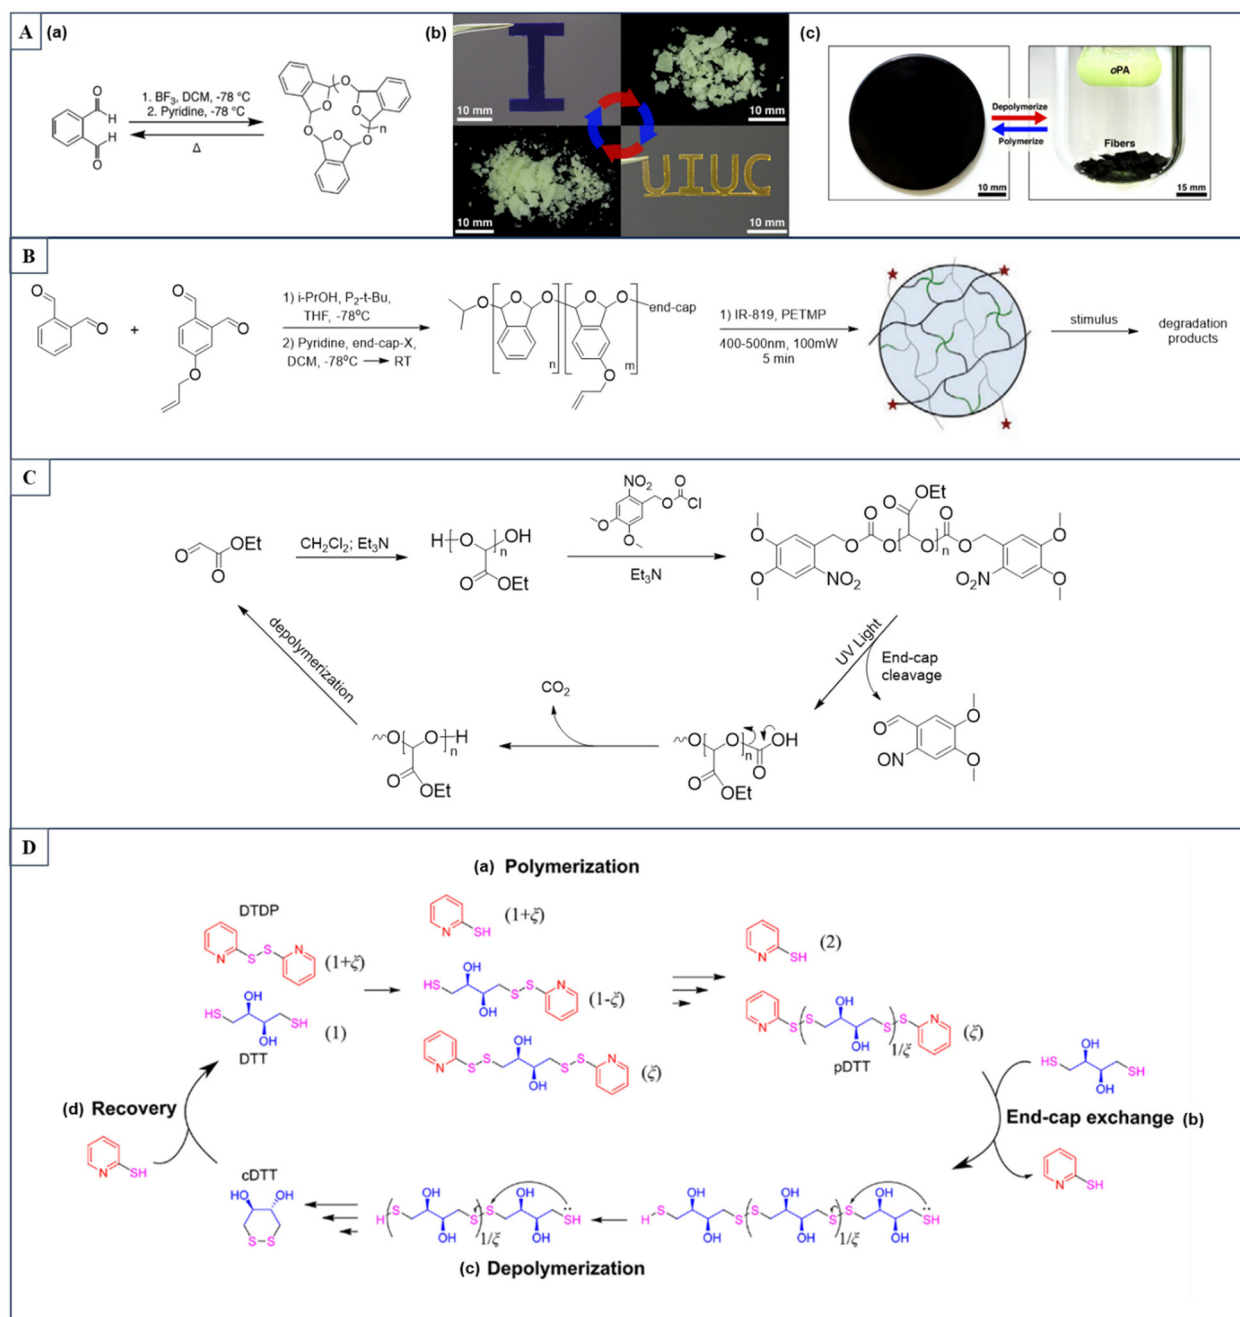 A
(a)
O
H
H
O
1. BF3, DCM, -78 °C
2. Pyridine, -78 °C
Δ
O
O
O
O
O
O
n
(b)
10 mm
10 mm
10 mm
UIUC
10 mm
(c)
10 mm
Depolymerize
Polymerize
oPA
Fibers
15 mm
B
O
O
+
O
O
O
1) i-PrOH, P2-t-Bu,
THF, -78°C
2) Pyridine, end-cap-X,
DCM, -78°C → RT
O
O
O
O
O
end-cap
n
m
O
1) IR-819, PETMP
400-500nm, 100mW
5 min
stimulus
degradation
products
C
O
OEt
O
CH2Cl2; Et3N
H
O
OH
n
O
OEt
NO2
O
O
Cl
O
O
Et3N
OEt
O
O
O
O
O
O
O
O
n
O
O
O
NO2
O2N
O
UV Light
End-cap
cleavage
O
ON
O
O
CO2
O
O
OH
n
O
O
OEt
O
O
H
n
O
OEt
depolymerization
D
(a) Polymerization
DTDP
N
S
S
N
(1+ξ)
OH
HS
SH
OH
DTT
(1)
N
SH
(1+ξ)
OH
HS
S
S
N
OH
(1-ξ)
N
S
S
OH
OH
S
S
N
(ξ)
N
SH
(2)
N
S
S
OH
OH
S
S
N
1/ξ
(ξ)
pDTT
OH
HS
SH
OH
End-cap exchange (b)
N
SH
(d) Recovery
N
SH
cDTT
HO
OH
S
S
H
S
OH
OH
S
S
OH
OH
SH
1/ξ
H
S
OH
OH
S
S
OH
OH
S
S
OH
OH
SH
1/ξ
(c) Depolymerization